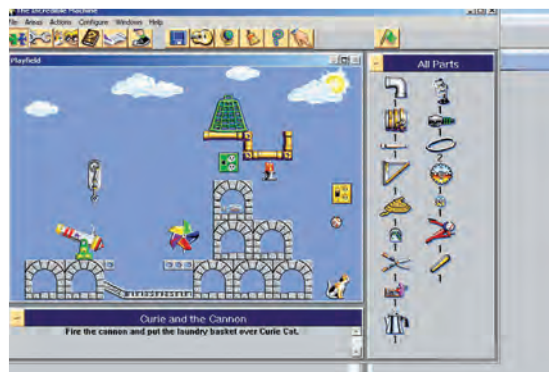 The Incredible Machine
File Areas Actions Configure Windows Help
Playfield
All Parts
Curie and the Cannon
Fire the cannon and put the laundry basket over Curie Cat.